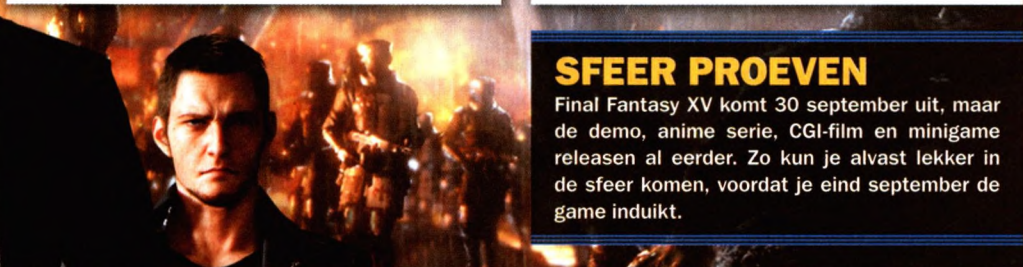 SFEER PROEVEN
Final Fantasy XV komt 30 september uit, maar
de demo, anime serie, CGI-film en minigame
releasen al eerder. Zo kun je alvast lekker in
de sfeer komen, voordat je eind september de
game induikt.